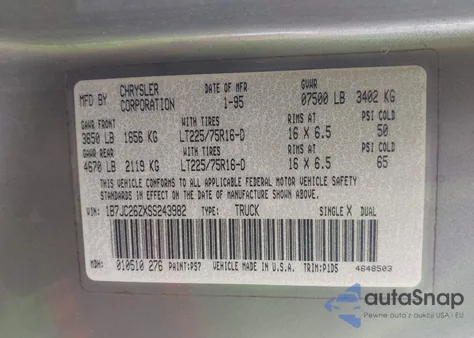 MFD BY CHRYSLER CORPORATION DATE OF MFR 1-95 GVWR 07500 LB 3402 KG
GAWR FRONT WITH TIRES RIMS AT PSI COLD
3650 LB 1656 KG LT225/75R16-D 16 X 6.5 50
GAWR REAR WITH TIRES RIMS AT PSI COLD
4670 LB 2119 KG LT225/75R16-D 16 X 6.5 65
THIS VEHICLE CONFORMS TO ALL APPLICABLE FEDERAL MOTOR VEHICLE SAFETY
STANDARDS IN EFFECT ON THE DATE OF MANUFACTURE SHOWN ABOVE.
VIN: 1B7JC26ZXSS243982 TYPE: TRUCK SINGLE X DUAL
MDH: 010510 276 PAINT: PS7 VEHICLE MADE IN U.S.A. TRIM: P1D5 4648503
autaSnap
Pewne auta z aukcji USA i EU